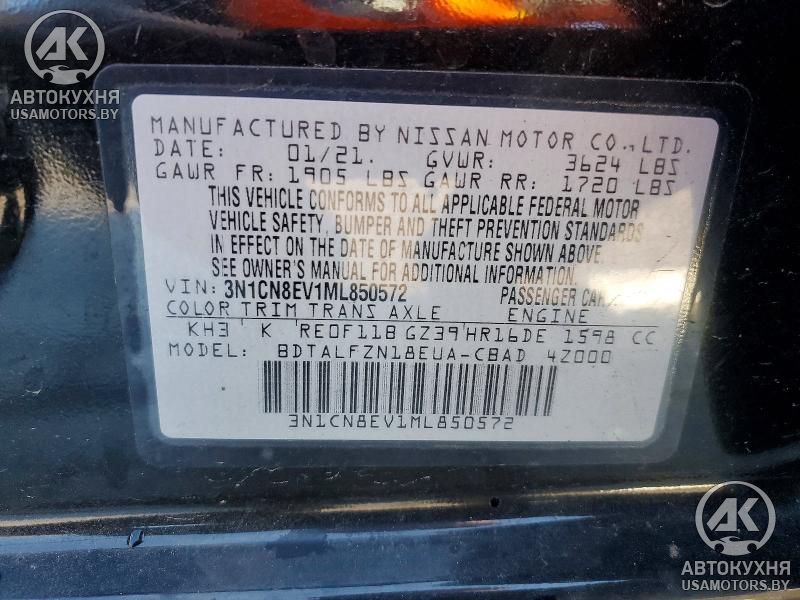 АК
АВТОКУХНЯ
USAMOTORS.BY
MANUFACTURED BY NISSAN MOTOR CO.,LTD.
DATE: 01/21. GVWR: 3624 LBS
GAWR FR: 1905 LBS GAWR RR: 1720 LBS
THIS VEHICLE CONFORMS TO ALL APPLICABLE FEDERAL MOTOR
VEHICLE SAFETY, BUMPER AND THEFT PREVENTION STANDARDS
IN EFFECT ON THE DATE OF MANUFACTURE SHOWN ABOVE.
SEE OWNER'S MANUAL FOR ADDITIONAL INFORMATION.
VIN: 3N1CN8EV1ML850572 PASSENGER CAR
COLOR TRIM TRANS AXLE ENGINE
KH3 K RE0F11B GZ39 HR16DE 1598 CC
MODEL: BDTALFZN18EUA-CBAD 4Z000
3N1CN8EV1ML850572
АК
АВТОКУХНЯ
USAMOTORS.BY